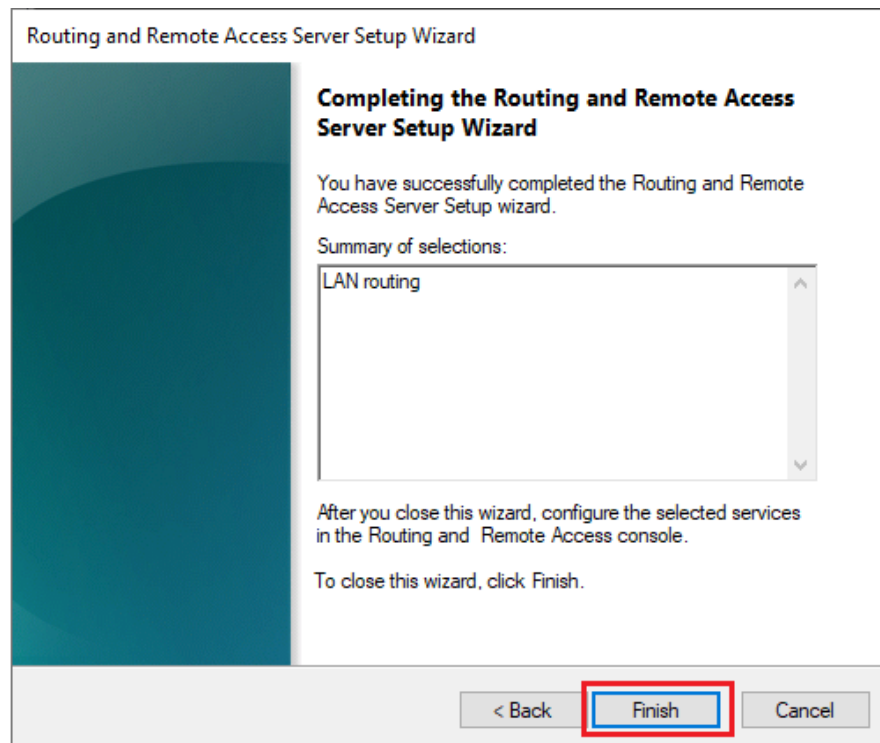 Routing and Remote Access Server Setup Wizard
Completing the Routing and Remote Access
Server Setup Wizard
You have successfully completed the Routing and Remote
Access Server Setup wizard.
Summary of selections:
LAN routing
After you close this wizard, configure the selected services
in the Routing and Remote Access console.
To close this wizard, click Finish.
< Back
Finish
Cancel